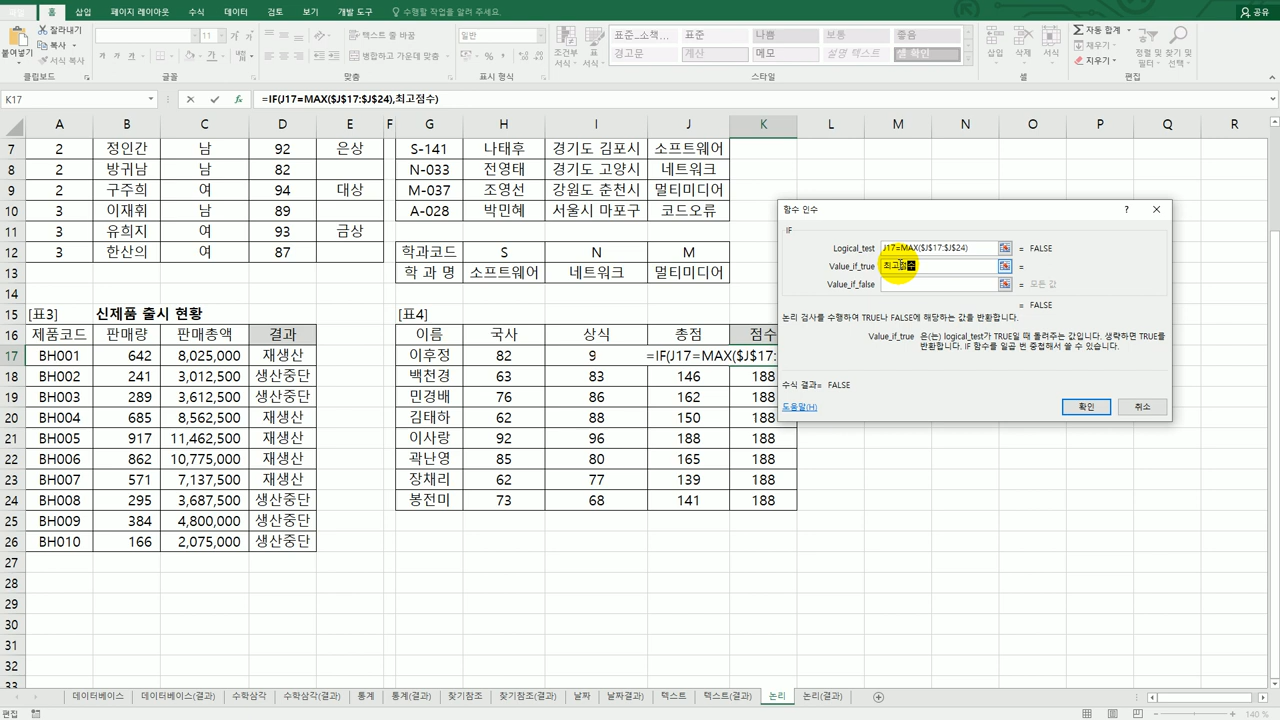 홈 삽입 페이지 레이아웃 수식 데이터 검토 보기 개발 도구 수행할 작업을 알려 주세요. 공유
붙여넣기 잘라내기 복사 서식 복사 클립보드
11 가 가 가 글꼴
텍스트 줄 바꿈 병합하고 가운데 맞춤 맞춤
일반 % 표시 형식
조건부 서식 표 서식
표준_소... 표준 나쁨 보통 좋음
경고문 계산 메모 설명 텍스트 셀 확인
스타일
삽입 삭제 서식 셀
자동 합계 채우기 지우기 정렬 및 필터 찾기 및 선택 편집
K17 fx =IF(J17=MAX($J$17:$J$24),최고점수)
A B C D E F G H I J K L M N O P Q R
7 2 정인간 남 92 은상 S-141 나태후 경기도 김포시 소프트웨어
8 2 방귀남 남 82 N-033 전영태 경기도 고양시 네트워크
9 2 구주희 여 94 대상 M-037 조영선 강원도 춘천시 멀티미디어
10 3 이재휘 남 89 A-028 박민혜 서울시 마포구 코드오류
11 3 유희지 여 93 금상
12 3 한산의 여 87 학과코드 S N M
13 학 과 명 소프트웨어 네트워크 멀티미디어
14
15 [표3] 신제품 출시 현황 [표4]
16 제품코드 판매량 판매총액 결과 이름 국사 상식 총점 점수
17 BH001 642 8,025,000 재생산 이후정 82 9 =IF(J17=MAX($J$17:
18 BH002 241 3,012,500 생산중단 백천경 63 83 146 188
19 BH003 289 3,612,500 생산중단 민경배 76 86 162 188
20 BH004 685 8,562,500 재생산 김태하 62 88 150 188
21 BH005 917 11,462,500 재생산 이사랑 92 96 188 188
22 BH006 862 10,775,000 재생산 곽난영 85 80 165 188
23 BH007 571 7,137,500 재생산 장채리 62 77 139 188
24 BH008 295 3,687,500 생산중단 봉전미 73 68 141 188
25 BH009 384 4,800,000 생산중단
26 BH010 166 2,075,000 생산중단
27
28
29
30
31
32
33
함수 인수 ?
IF
Logical_test J17=MAX($J$17:$J$24) = FALSE
Value_if_true 최고점수 =
Value_if_false = 모든 값
= FALSE
논리 검사를 수행하여 TRUE나 FALSE에 해당하는 값을 반환합니다.
Value_if_true 은(는) logical_test가 TRUE일 때 돌려주는 값입니다. 생략하면 TRUE를
반환합니다. IF 함수를 일곱 번 중첩해서 쓸 수 있습니다.
수식 결과= FALSE
도움말(H) 확인 취소
데이터베이스 데이터베이스(결과) 수학삼각 수학삼각(결과) 통계 통계(결과) 찾기참조 찾기참조(결과) 날짜 날짜(결과) 텍스트 텍스트(결과) 논리 논리(결과)
편집 140 %